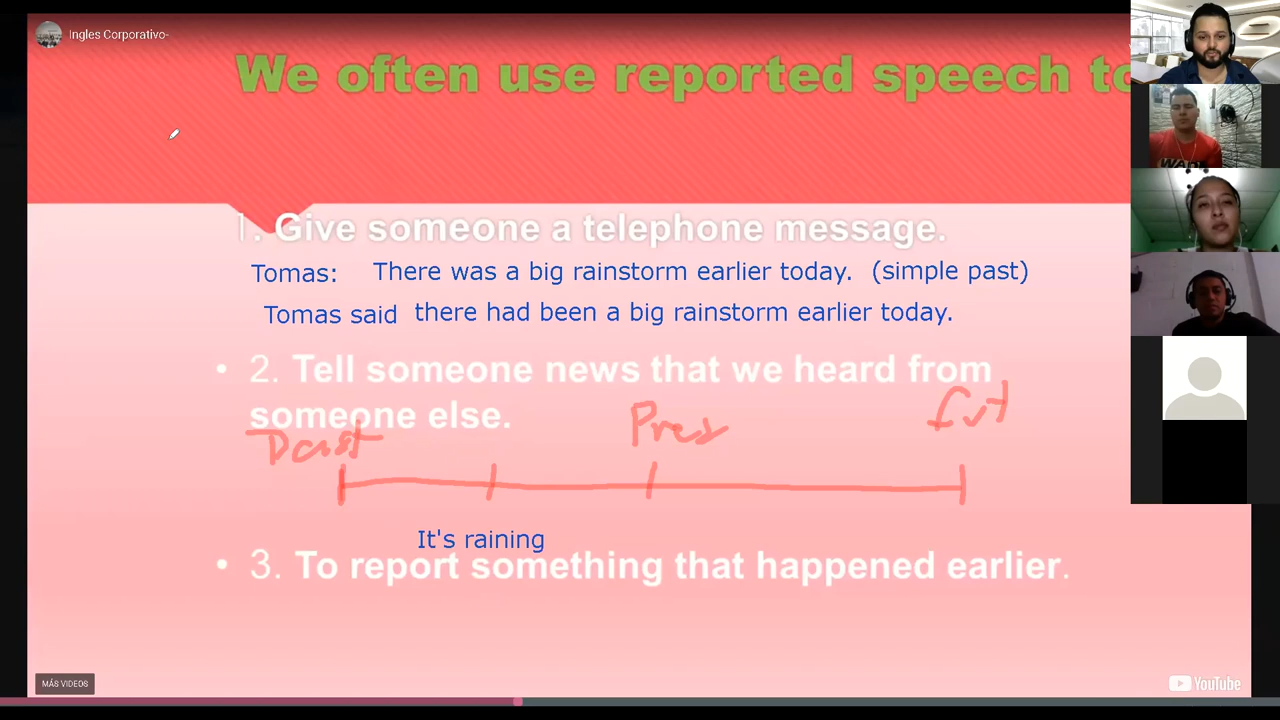 Ingles Corporativo-
We often use reported speech to
1. Give someone a telephone message.
Tomas: There was a big rainstorm earlier today. (simple past)
Tomas said there had been a big rainstorm earlier today.
• 2. Tell someone news that we heard from
someone else.
Past Pres fut
It's raining
• 3. To report something that happened earlier.
MÁS VIDEOS
YouTube